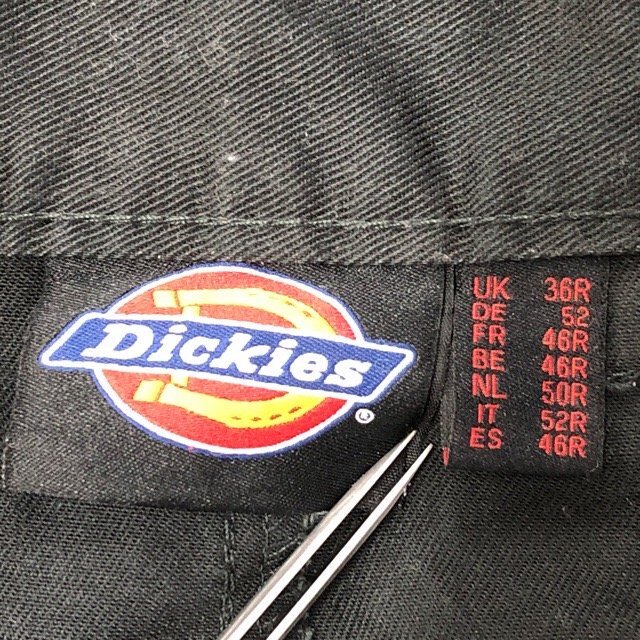 Dickies
®
UK 36R
DE 52
FR 46R
BE 46R
NL 50R
IT 52R
ES 46R